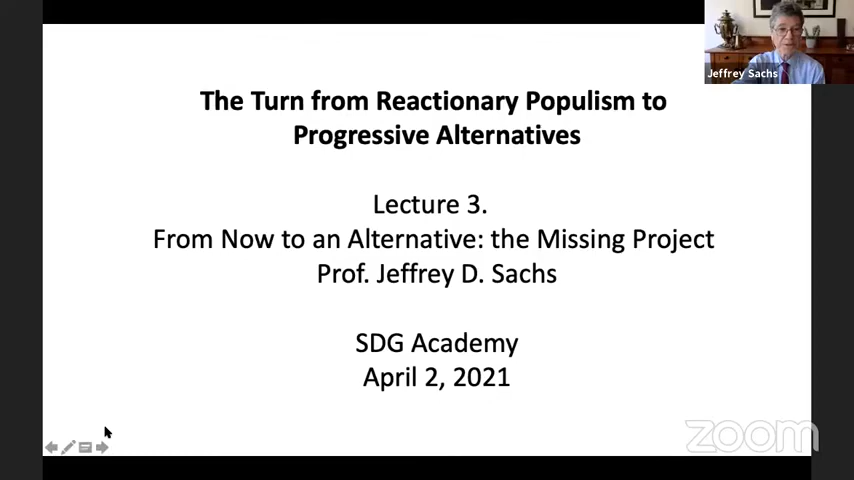 Jeffrey Sachs
The Turn from Reactionary Populism to
Progressive Alternatives
Lecture 3.
From Now to an Alternative: the Missing Project
Prof. Jeffrey D. Sachs
SDG Academy
April 2, 2021
zoom